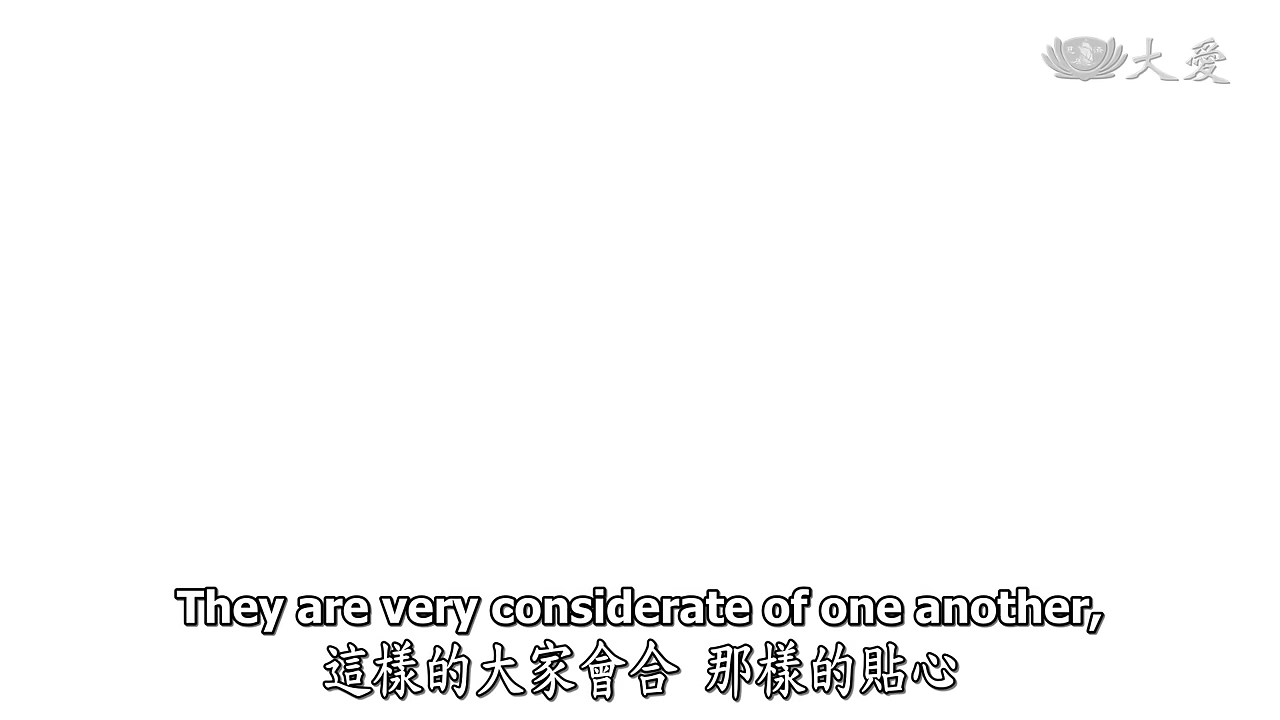 大愛
They are very considerate of one another,
這樣的大家會合 那樣的貼心